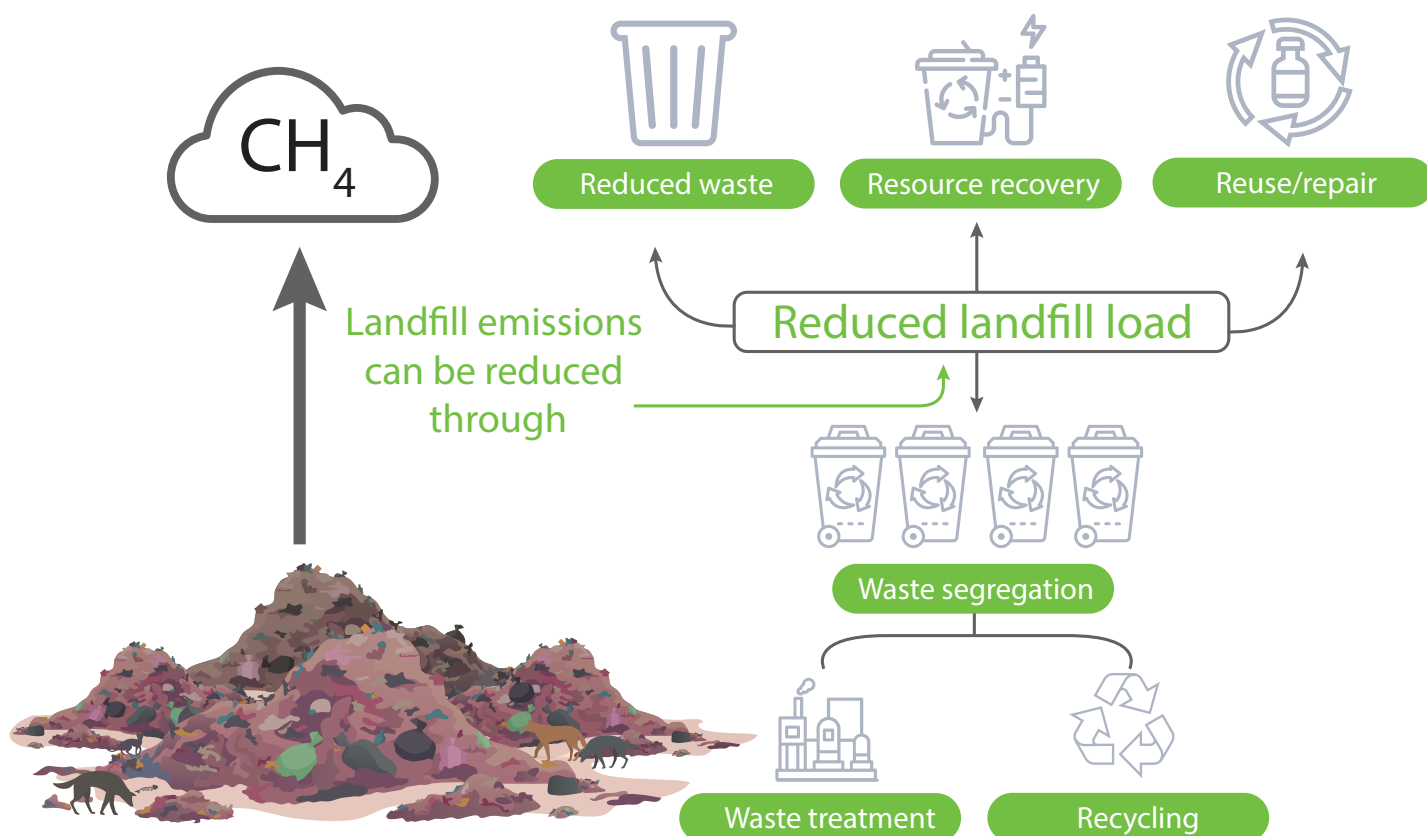 CH4
Reduced waste
Resource recovery
Reuse/repair
Landfill emissions
can be reduced
through
Reduced landfill load
Waste segregation
Waste treatment
Recycling